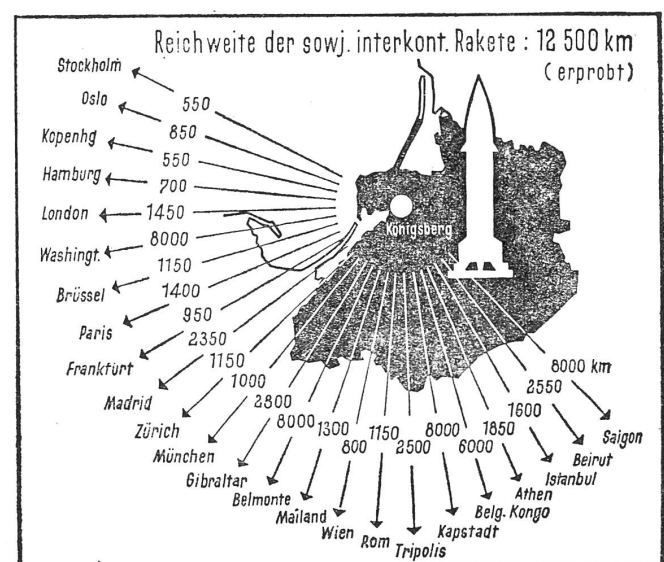 Reichweite der sowj. interkont. Rakete : 12 500 km
(erprobt)
Stockholm
550
Oslo
850
Kopenhg
550
Hamburg
700
London
1450
Washingt.
8000
Brüssel
1150
Paris
1400
Frankfurt
950
Madrid
2350
Zürich
1150
München
1000
Gibraltar
2800
Belmonte
8000
Mailand
1300
Wien
800
Rom
1150
Tripolis
2500
Kapstadt
8000
Belg. Kongo
6000
Athen
1850
Istanbul
1600
Beirut
2550
Saigon
8000 km
Königsberg